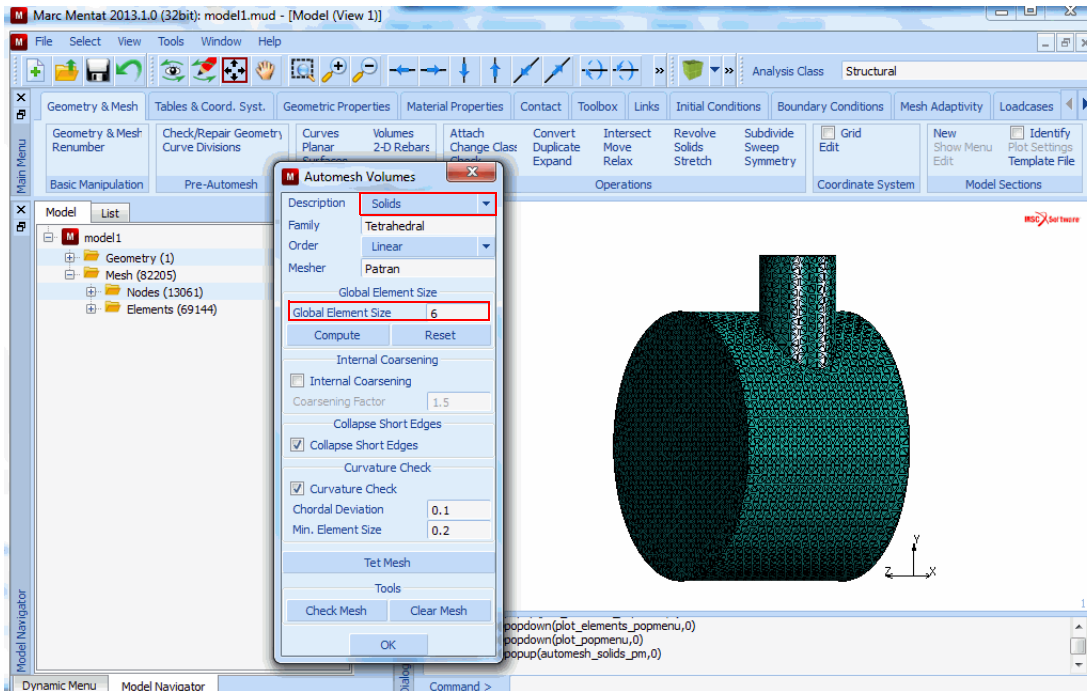 Marc Mentat 2013.1.0 (32bit): model1.mud - [Model (View 1)]
File Select View Tools Window Help
» » Analysis Class Structural
Geometry & Mesh Tables & Coord. Syst. Geometric Properties Material Properties Contact Toolbox Links Initial Conditions Boundary Conditions Mesh Adaptivity Loadcases
Geometry & Mesh Check/Repair Geometry Curves Volumes Attach Convert Intersect Revolve Subdivide Grid New Identify
Renumber Curve Divisions Planar 2-D Rebars Change Class Duplicate Move Solids Sweep Edit Show Menu Plot Settings
Surfaces Check Expand Relax Stretch Symmetry Edit Template File
Basic Manipulation Pre-Automesh Operations Coordinate System Model Sections
Main Menu
Model List
model1
Geometry (1)
Mesh (82205)
Nodes (13061)
Elements (69144)
Model Navigator
Automesh Volumes
Description Solids
Family Tetrahedral
Order Linear
Mesher Patran
Global Element Size
Global Element Size 6
Compute Reset
Internal Coarsening
Internal Coarsening
Coarsening Factor 1.5
Collapse Short Edges
Collapse Short Edges
Curvature Check
Curvature Check
Chordal Deviation 0.1
Min. Element Size 0.2
Tet Mesh
Tools
Check Mesh Clear Mesh
OK
MSC Software
Y
Z X
1
popdown(plot_elements_popmenu,0)
popdown(plot_popmenu,0)
popup(automesh_solids_pm,0)
Dialog
Command >
Dynamic Menu Model Navigator